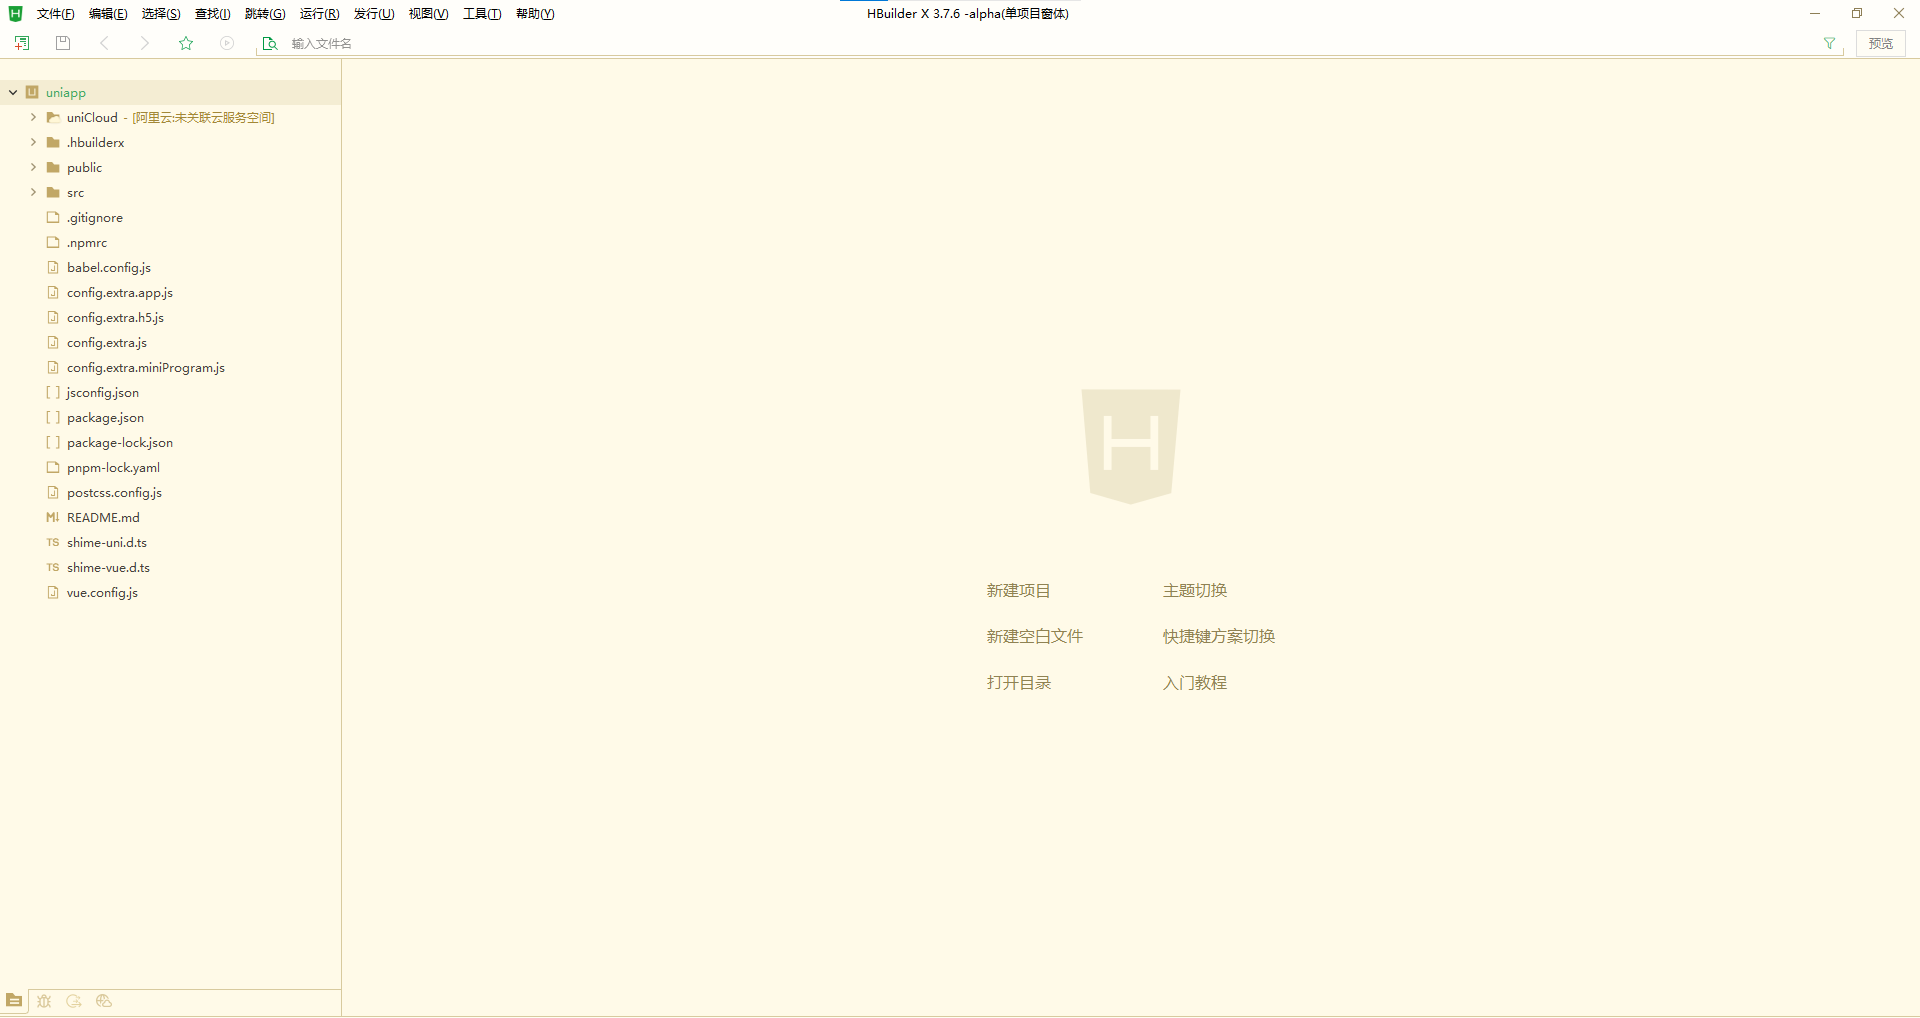 文件(F) 编辑(E) 选择(S) 查找(I) 跳转(G) 运行(R) 发行(U) 视图(V) 工具(T) 帮助(Y) HBuilder X 3.7.6 -alpha(单项目窗体)
输入文件名 预览
uniapp
uniCloud - [阿里云:未关联云服务空间]
.hbuilderx
public
src
.gitignore
.npmrc
babel.config.js
config.extra.app.js
config.extra.h5.js
config.extra.js
config.extra.miniProgram.js
[ ] jsconfig.json
[ ] package.json
[ ] package-lock.json
pnpm-lock.yaml
postcss.config.js
M↓ README.md
TS shime-uni.d.ts
TS shime-vue.d.ts
vue.config.js
H
新建项目 主题切换
新建空白文件 快捷键方案切换
打开目录 入门教程